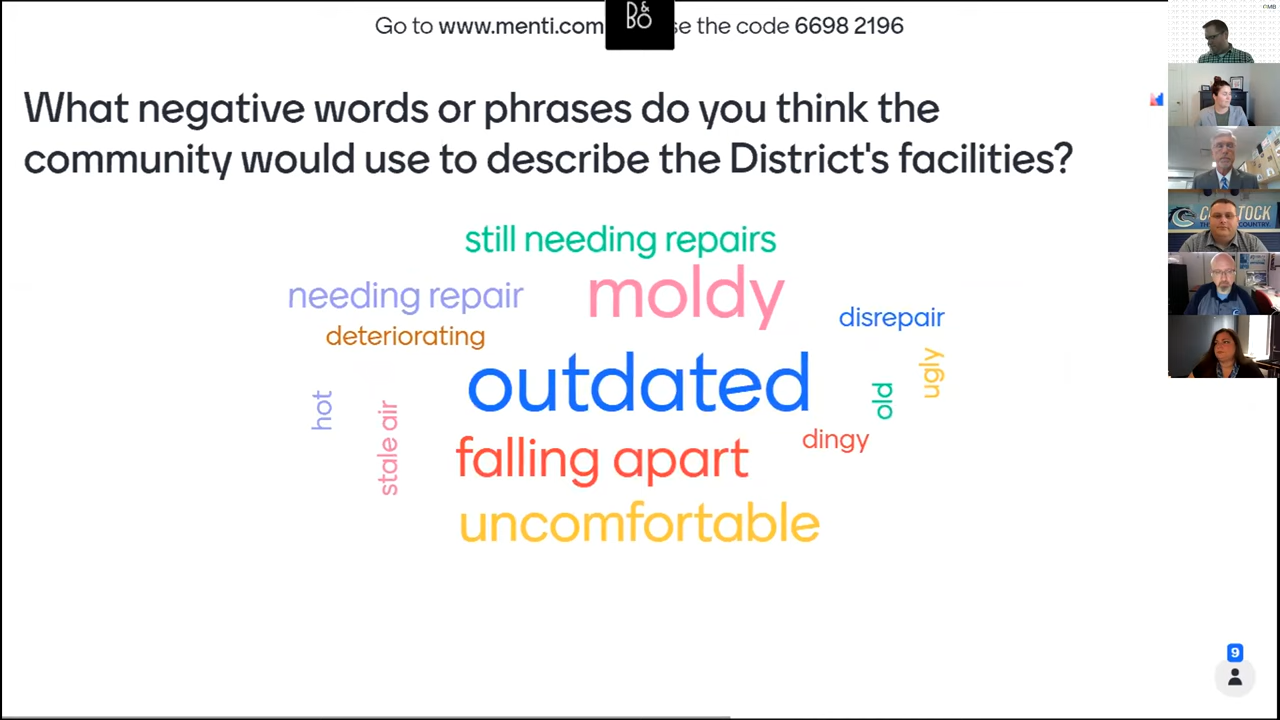 Go to www.menti.com
B&
BO
se the code 6698 2196
What negative words or phrases do you think the
community would use to describe the District's facilities?
still needing repairs
needing repair
moldy
disrepair
deteriorating
ugly
outdated
old
hot
stale air
dingy
falling apart
uncomfortable
9